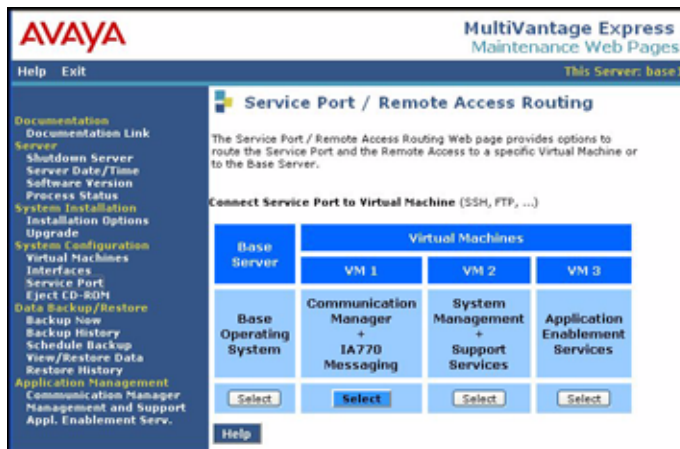 AVAYA
MultiVantage Express
Maintenance Web Pages
Help Exit
This Server: base1
Documentation
Documentation Link
Server
Shutdown Server
Server Date/Time
Software Version
Process Status
System Installation
Installation Options
Upgrade
System Configuration
Virtual Machines
Interfaces
Service Port
Eject CD-ROM
Data Backup/Restore
Backup Now
Backup History
Schedule Backup
View/Restore Data
Restore History
Application Management
Communication Manager
Management and Support
Appl. Enablement Serv.
Service Port / Remote Access Routing
The Service Port / Remote Access Routing Web page provides options to
route the Service Port and the Remote Access to a specific Virtual Machine or
to the Base Server.
Connect Service Port to Virtual Machine (SSH, FTP, ...)
Base
Server
Virtual Machines
VM 1
VM 2
VM 3
Base
Operating
System
Communication
Manager
+
IA770
Messaging
System
Management
+
Support
Services
Application
Enablement
Services
Select
Select
Select
Select
Help